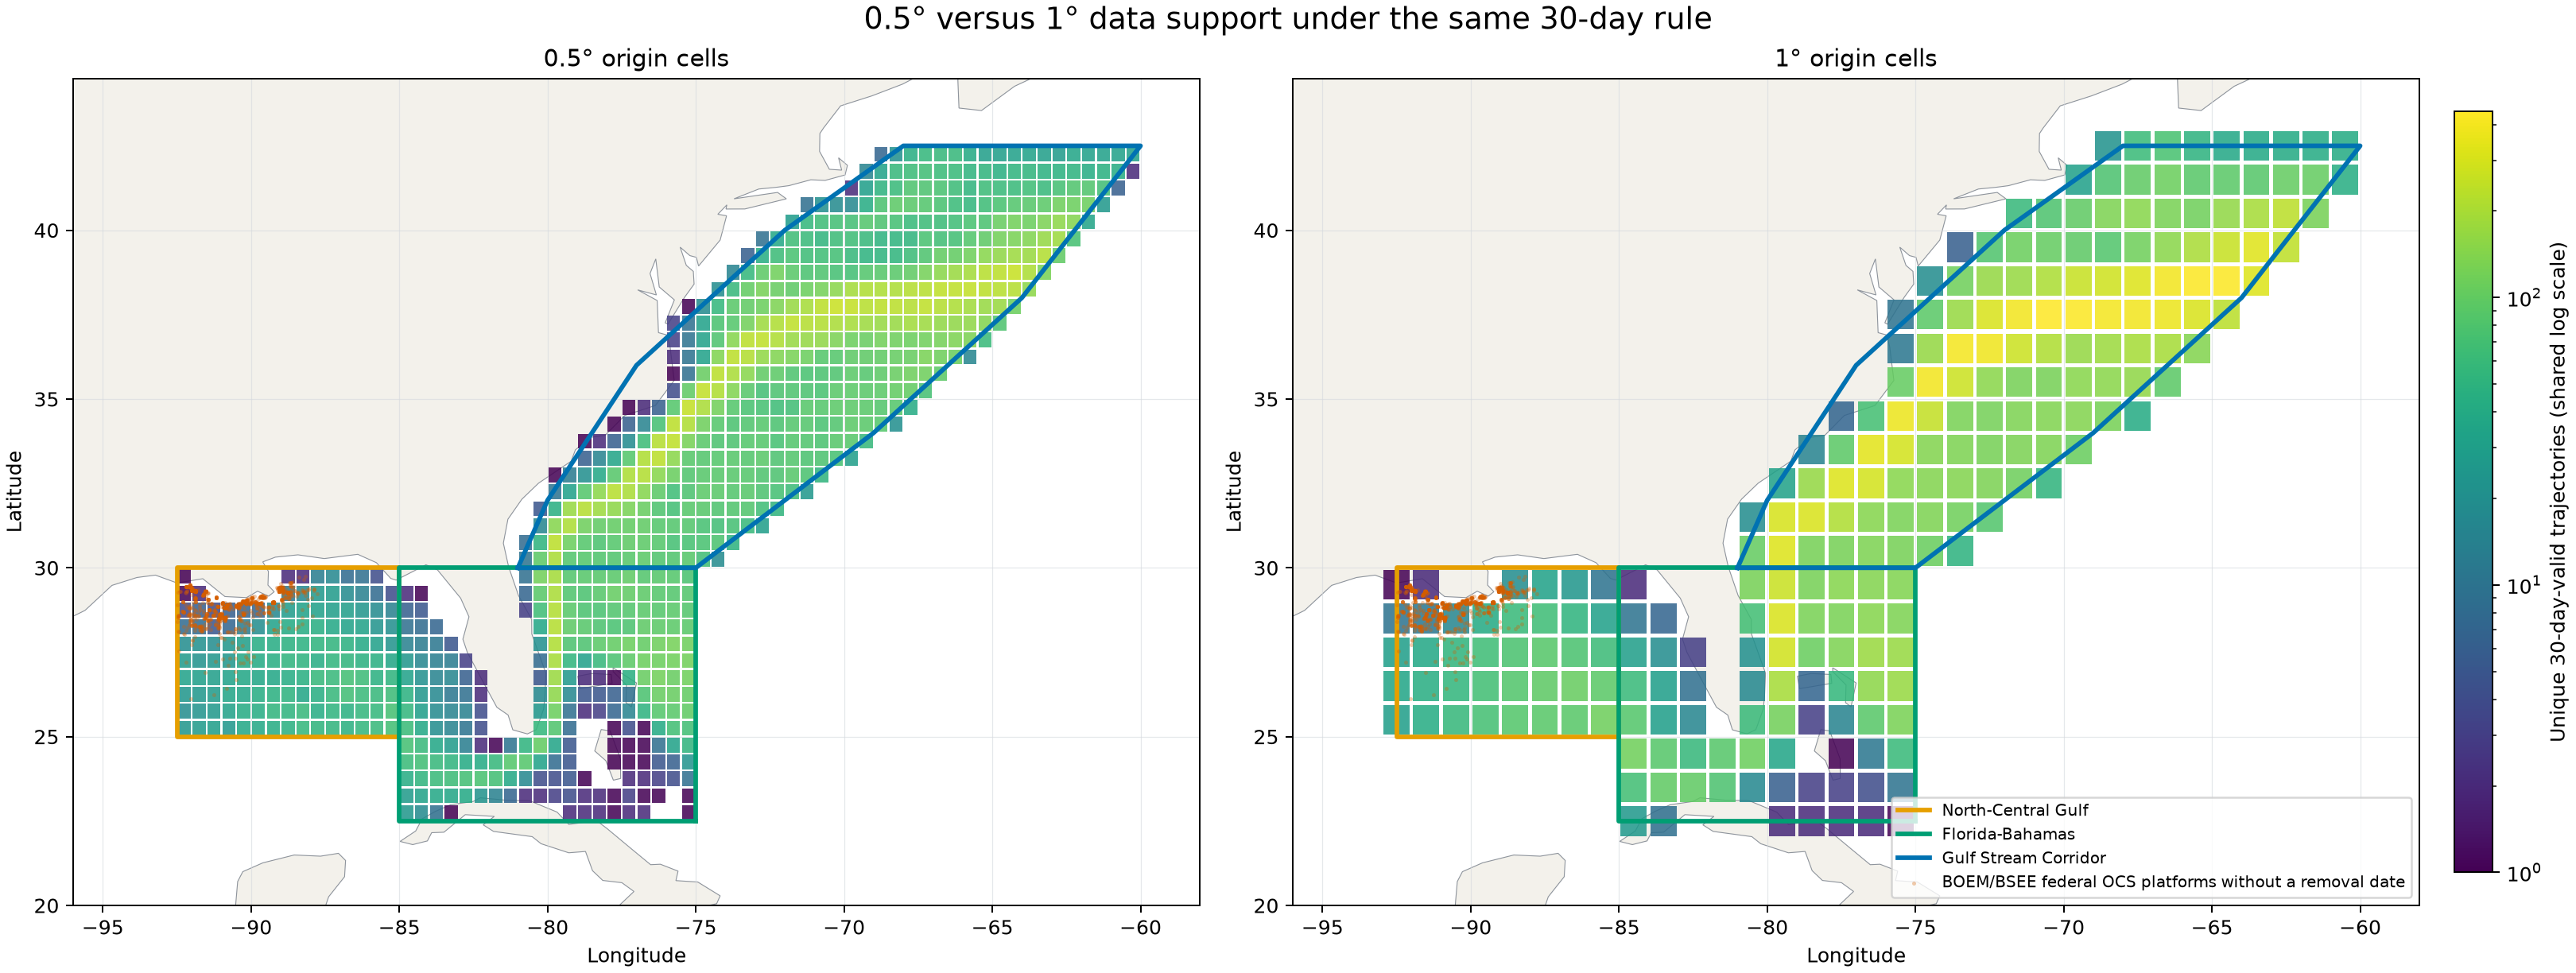 0.5° versus 1° data support under the same 30-day rule
0.5° origin cells
1° origin cells
Latitude
40
35
30
25
20
−95
−90
−85
−80
−75
−70
−65
−60
Longitude
Latitude
40
35
30
25
20
−95
−90
−85
−80
−75
−70
−65
−60
Longitude
North-Central Gulf
Florida-Bahamas
Gulf Stream Corridor
BOEM/BSEE federal OCS platforms without a removal date
10²
10¹
10⁰
Unique 30-day-valid trajectories (shared log scale)